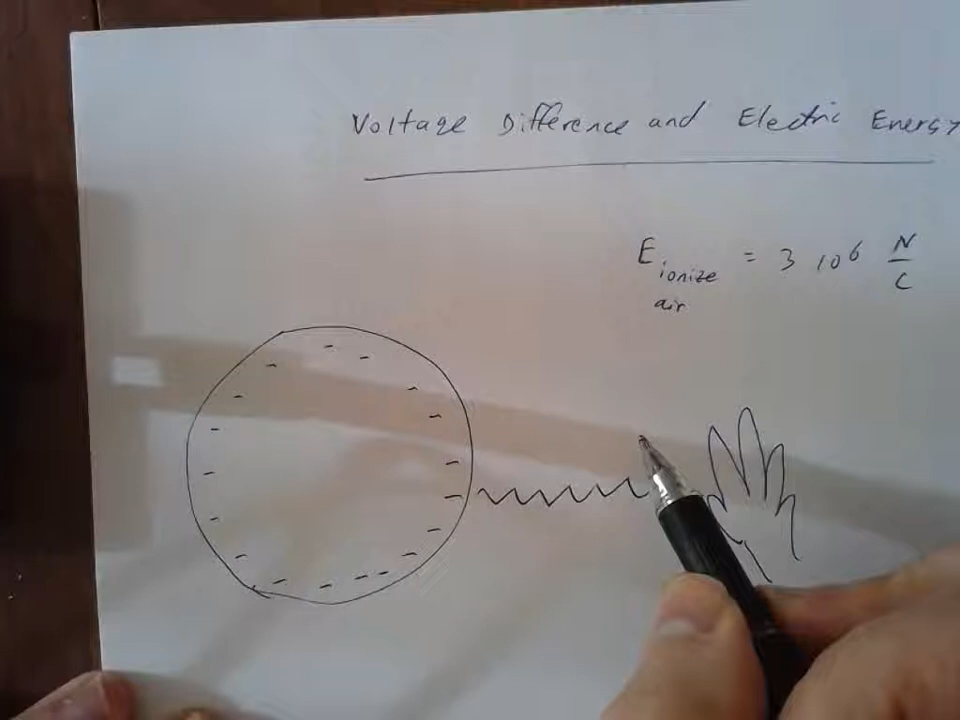 Voltage Difference and Electric Energy
E ionize air = 3 10⁶ N/C